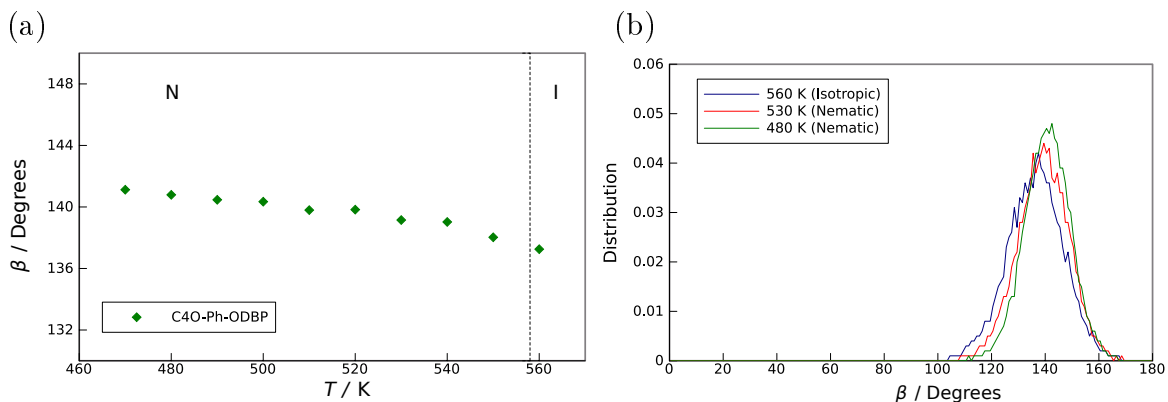 (a)
148
144
140
136
132
β / Degrees
N
I
C4O-Ph-ODBP
460
480
500
520
540
560
T / K
(b)
0.06
0.05
0.04
0.03
0.02
0.01
0
Distribution
560 K (Isotropic)
530 K (Nematic)
480 K (Nematic)
0
20
40
60
80
100
120
140
160
180
β / Degrees